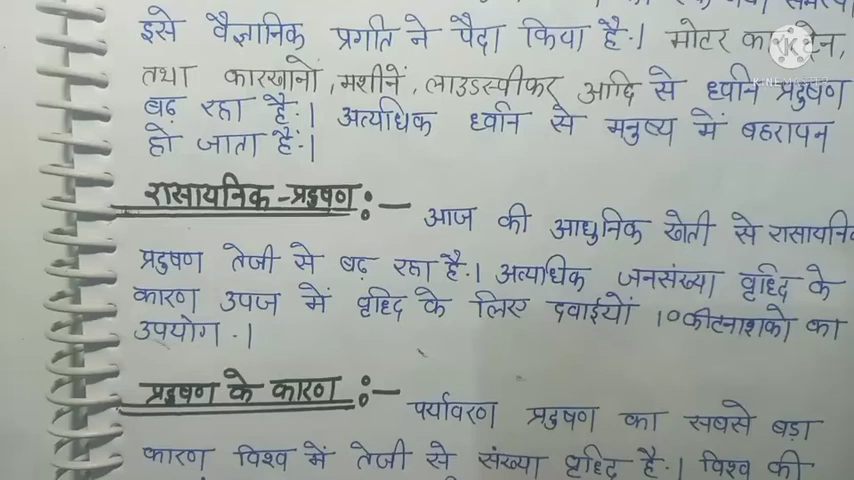 इसे वैज्ञानिक प्रगति ने पैदा किया है।
मोटर कार ट्रेन,
तथा कारखानों, मशीनें, लाउडस्पीकर आदि से ध्वनि प्रदुषण
बढ़ रहा है। अत्यधिक ध्वनि से मनुष्य में बहरापन
हो जाता है।
रासायनिक-प्रदुषण :- आज की आधुनिक खेती से
प्रदुषण तेजी से बढ़ रहा है। अत्यधिक जनसंख्या वृध्दि के
कारण उपज में वृध्दि के लिए दवाईयों कीटनाशको का
उपयोग।
प्रदुषण के कारण :- पर्यावरण प्रदुषण का सबसे बड़ा
कारण विश्व में तेजी से संख्या वृध्दि है। विश्व की